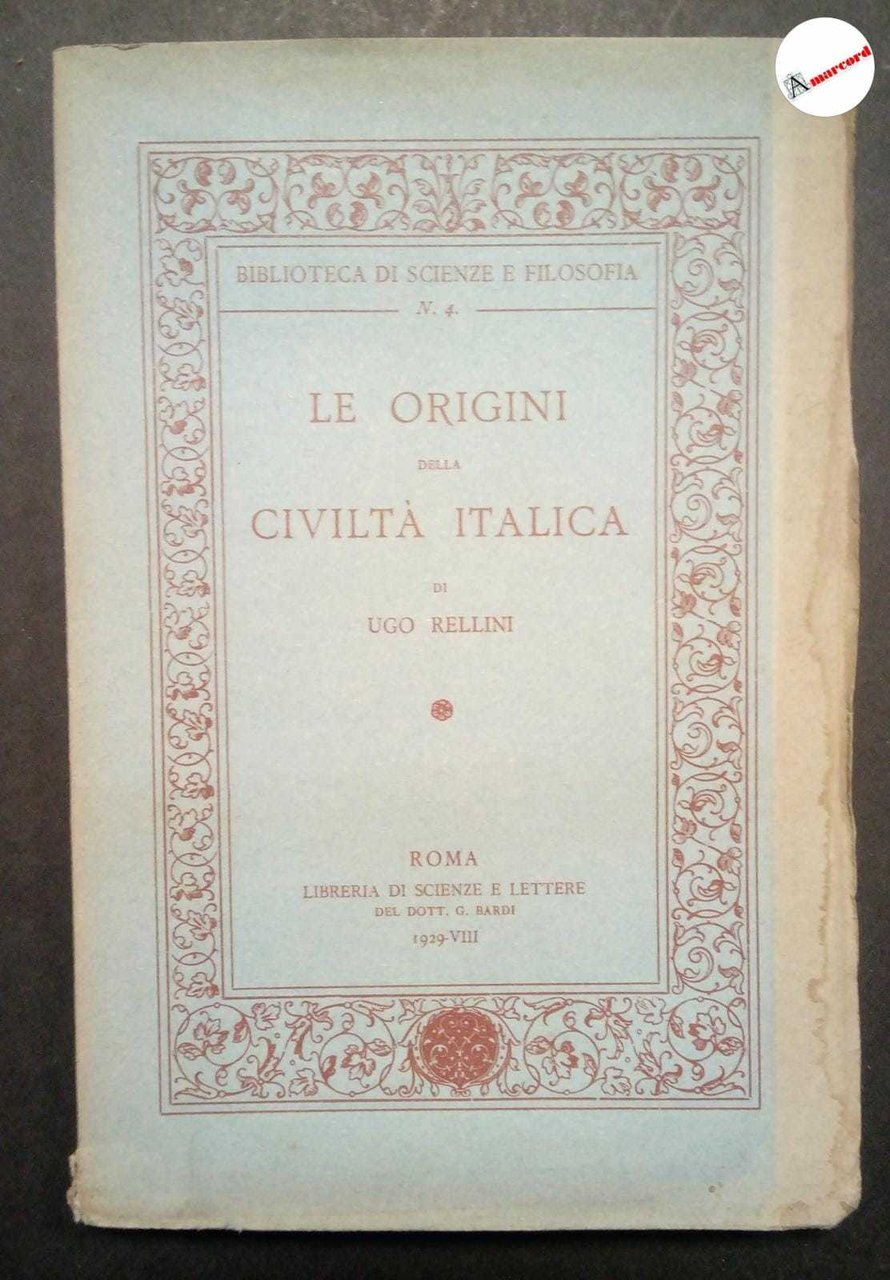 Amarcord
BIBLIOTECA DI SCIENZE E FILOSOFIA
N. 4.
LE ORIGINI
DELLA
CIVILTÀ ITALICA
DI
UGO RELLINI
ROMA
LIBRERIA DI SCIENZE E LETTERE
DEL DOTT. G. BARDI
1929-VIII